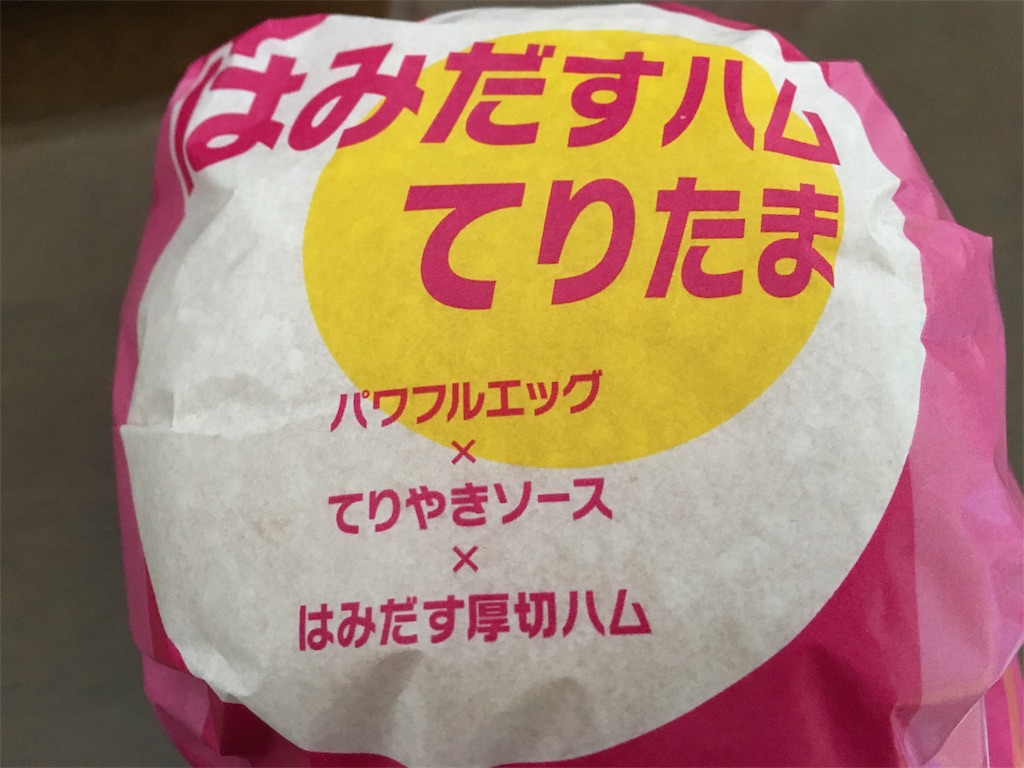 はみだすハム
てりたま
パワフルエッグ
×
てりやきソース
×
はみだす厚切ハム